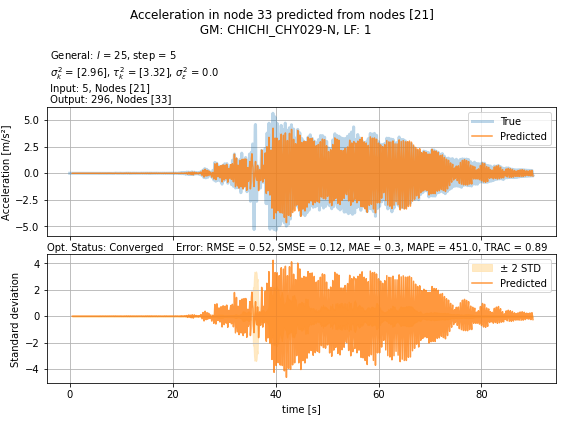 Acceleration in node 33 predicted from nodes [21]
GM: CHICHI_CHY029-N, LF: 1
General: l = 25, step = 5
σ²ₖ = [2.96], τ²ₖ = [3.32], σ²ε = 0.0
Input: 5, Nodes [21]
Output: 296, Nodes [33]
Acceleration [m/s²]
5.0
2.5
0.0
−2.5
−5.0
True
Predicted
Opt. Status: Converged Error: RMSE = 0.52, SMSE = 0.12, MAE = 0.3, MAPE = 451.0, TRAC = 0.89
Standard deviation
4
2
0
−2
−4
± 2 STD
Predicted
0 20 40 60 80
time [s]